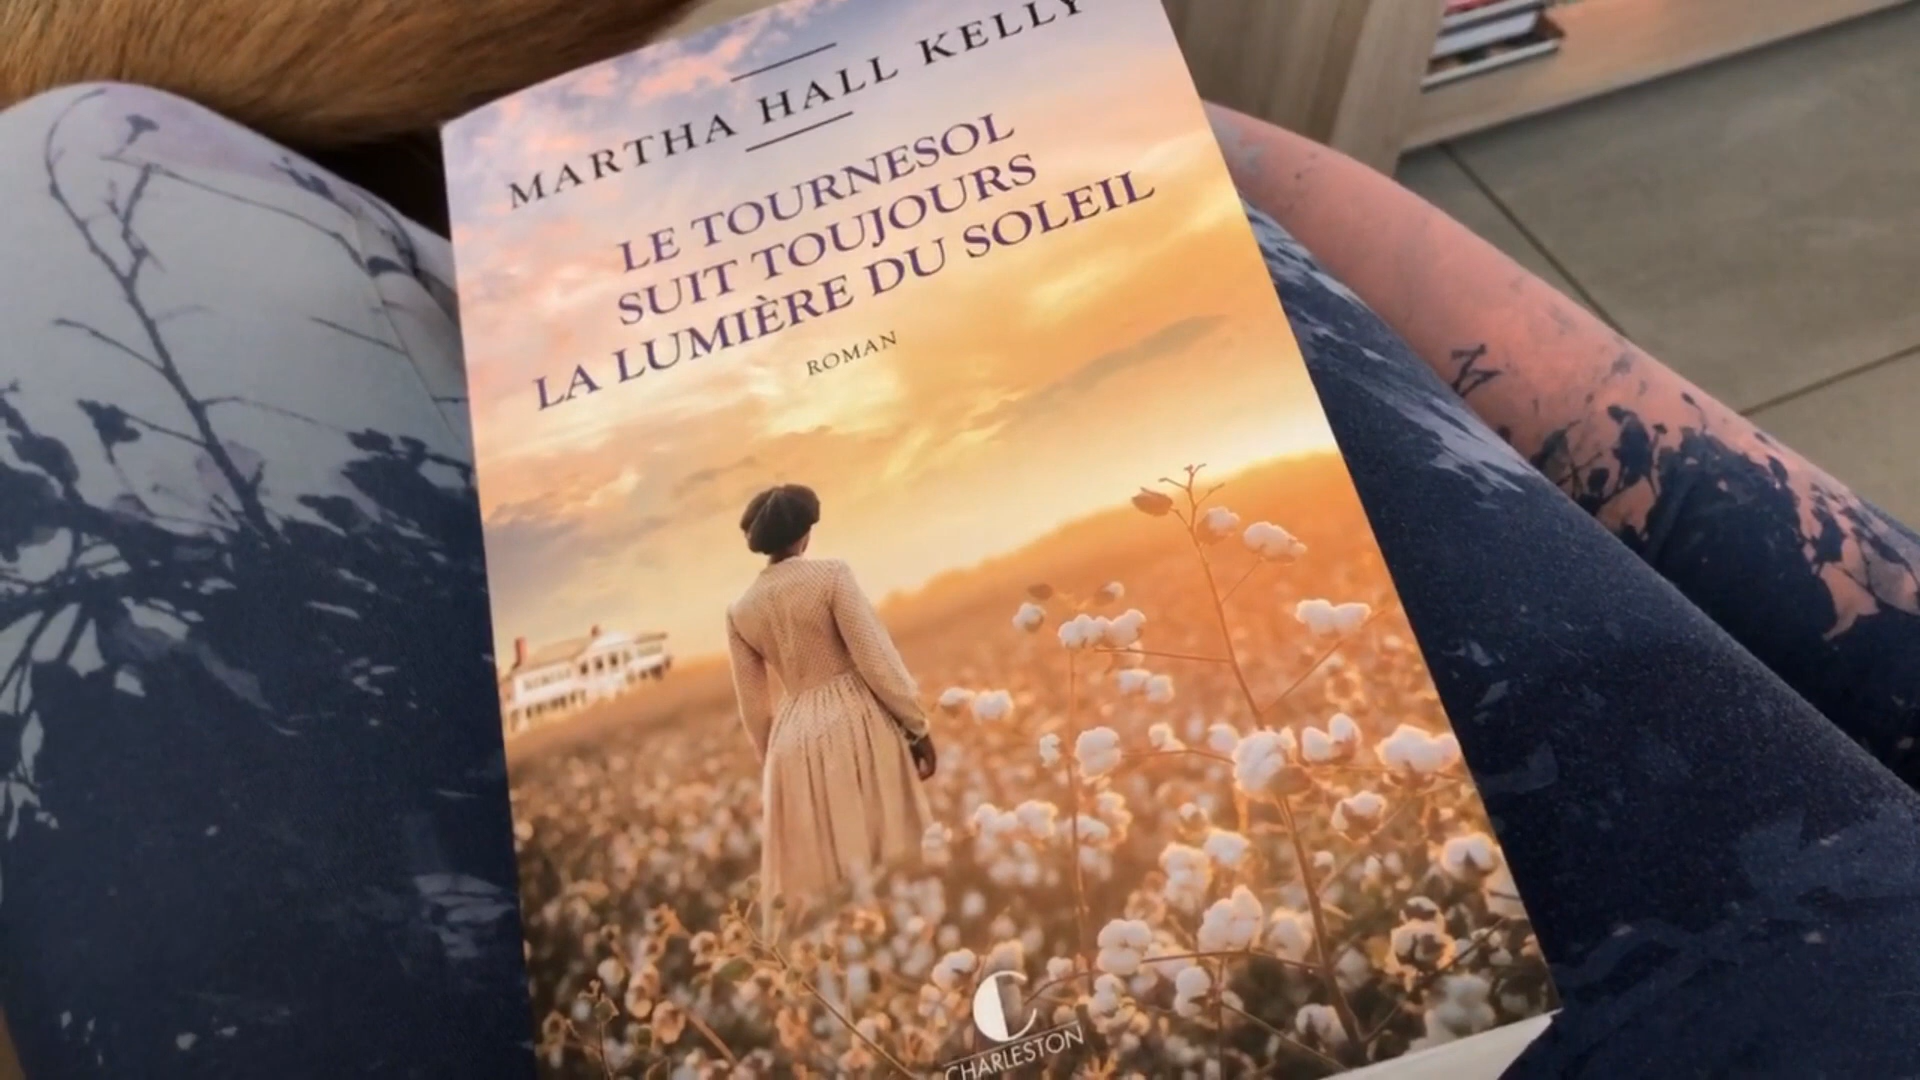 MARTHA HALL KELLY
LE TOURNESOL
SUIT TOUJOURS
LA LUMIÈRE DU SOLEIL
ROMAN
C
CHARLESTON